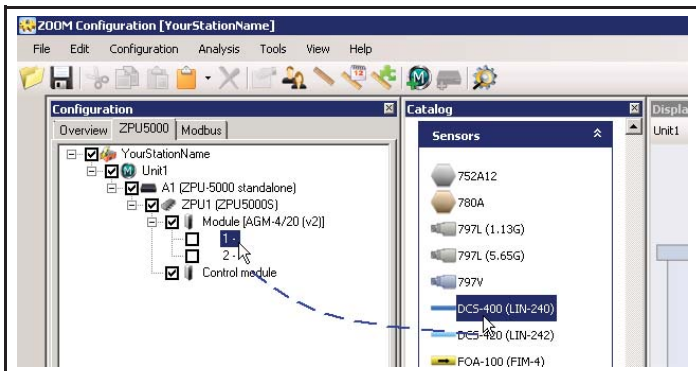 ZOOM Configuration [YourStationName]
File Edit Configuration Analysis Tools View Help
Configuration
Overview ZPU5000 Modbus
YourStationName
Unit1
A1 (ZPU-5000 standalone)
ZPU1 (ZPU5000S)
Module [AGM-4/20 (v2)]
1 -
2 -
Control module
Catalog
Sensors
752A12
780A
797L (1.13G)
797L (5.65G)
797V
DCS-400 (LIN-240)
DCS-420 (LIN-242)
FOA-100 (FIM-4)
Displa
Unit1